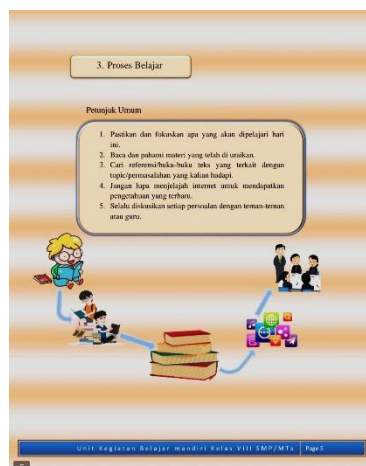 3. Proses Belajar
Petunjuk Umum
1. Pastikan dan fokuskan apa yang akan dipelajari hari
ini.
2. Baca dan pahami materi yang telah di uraikan.
3. Cari referensi/buku-buku teks yang terkait dengan
topic/permasalahan yang kalian hadapi.
4. Jangan lupa menjelajah internet untuk mendapatkan
pengetahuan yang terbaru.
5. Selalu diskusikan setiap persoalan dengan teman-teman
atau guru.
Unit Kegiatan Belajar mandiri Kelas VIII SMP/MTs Page 5